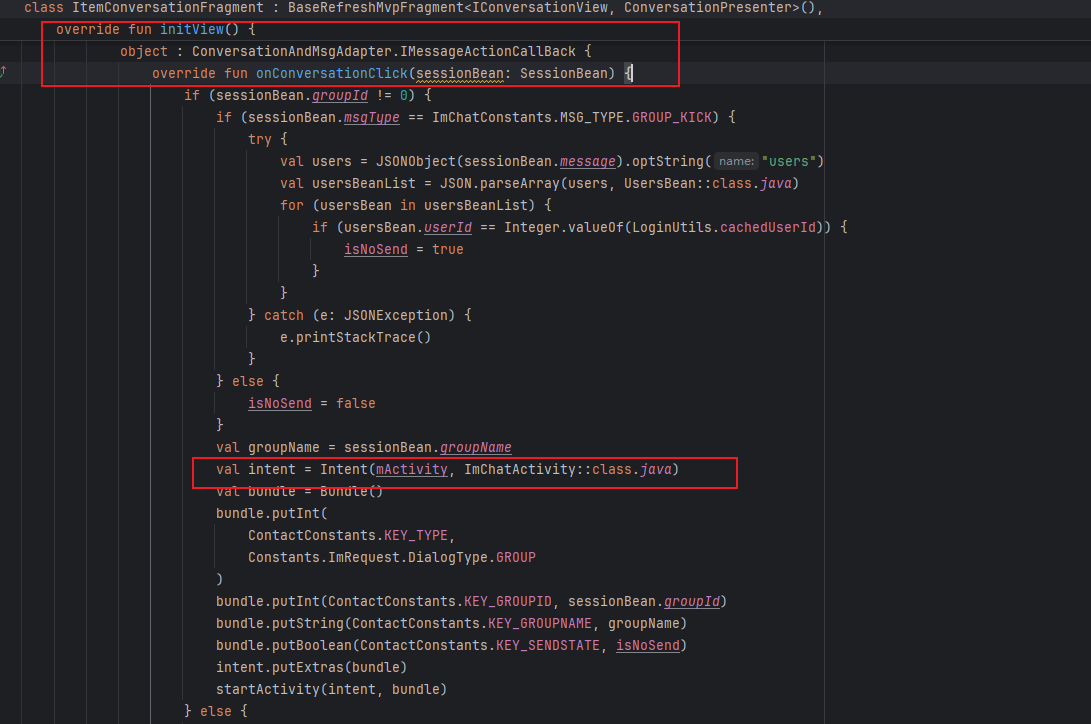 class ItemConversationFragment : BaseRefreshMvpFragment<IConversationView, ConversationPresenter>(),
override fun initView() {
object : ConversationAndMsgAdapter.IMessageActionCallBack {
override fun onConversationClick(sessionBean: SessionBean) {
if (sessionBean.groupId != 0) {
if (sessionBean.msgType == ImChatConstants.MSG_TYPE.GROUP_KICK) {
try {
val users = JSONObject(sessionBean.message).optString( name: "users")
val usersBeanList = JSON.parseArray(users, UsersBean::class.java)
for (usersBean in usersBeanList) {
if (usersBean.userId == Integer.valueOf(LoginUtils.cachedUserId)) {
isNoSend = true
}
}
} catch (e: JSONException) {
e.printStackTrace()
}
} else {
isNoSend = false
}
val groupName = sessionBean.groupName
val intent = Intent(mActivity, ImChatActivity::class.java)
val bundle = Bundle()
bundle.putInt(
ContactConstants.KEY_TYPE,
Constants.ImRequest.DialogType.GROUP
)
bundle.putInt(ContactConstants.KEY_GROUPID, sessionBean.groupId)
bundle.putString(ContactConstants.KEY_GROUPNAME, groupName)
bundle.putBoolean(ContactConstants.KEY_SENDSTATE, isNoSend)
intent.putExtras(bundle)
startActivity(intent, bundle)
} else {